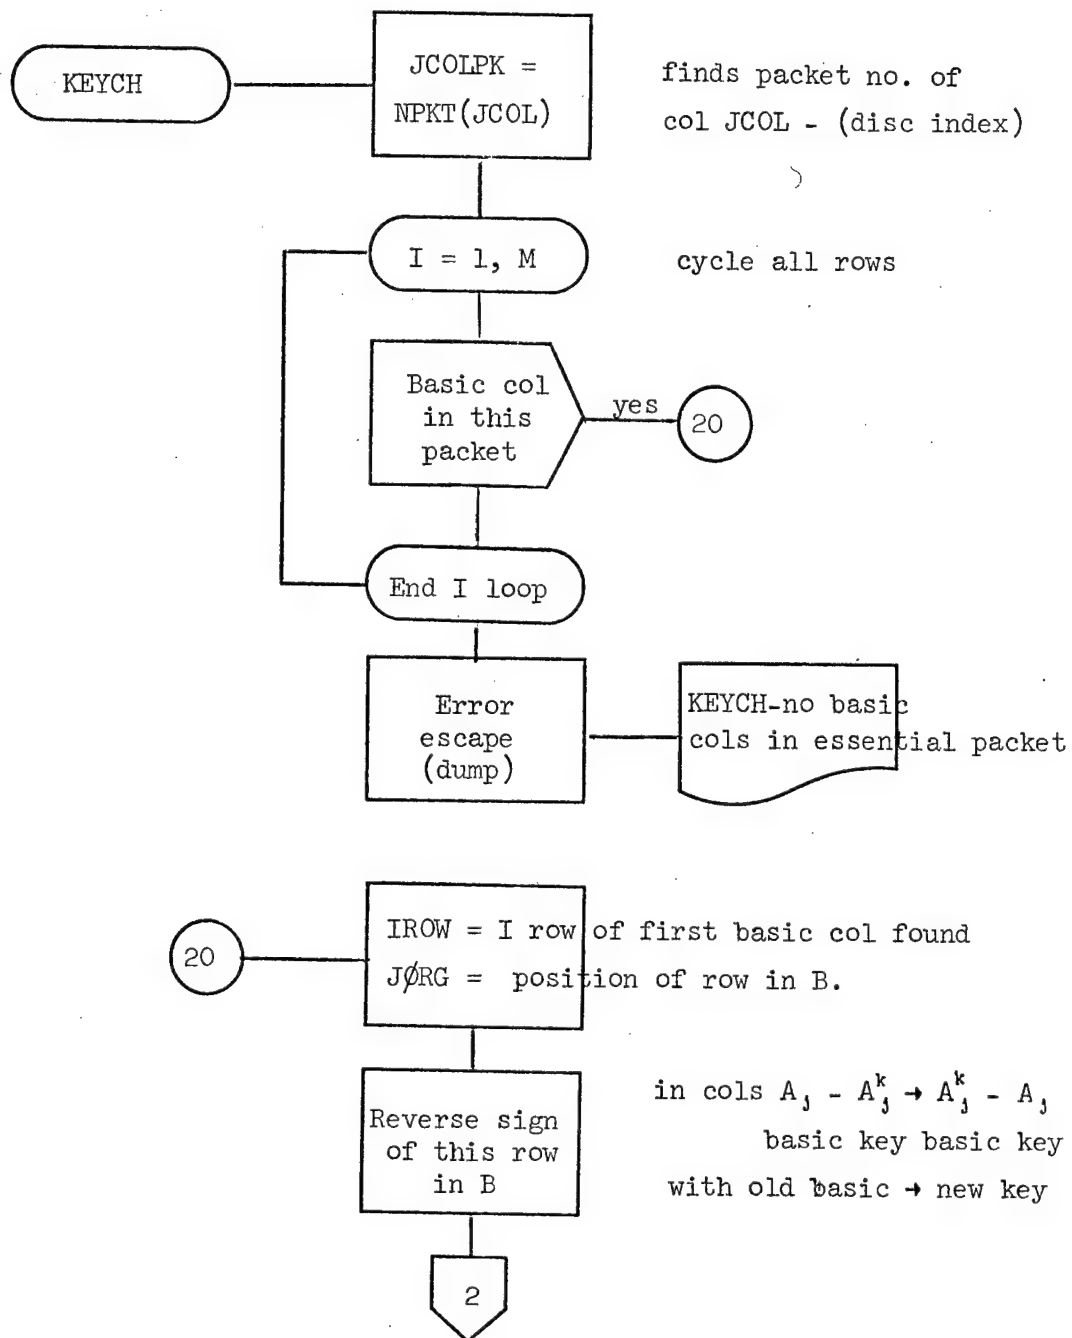 KEYCH
JCOLPK =
NPKT(JCOL)
finds packet no. of
col JCOL - (disc index)
I = 1, M
cycle all rows
Basic col
in this
packet
yes
20
End I loop
Error
escape
(dump)
KEYCH-no basic
cols in essential packet
20
IROW = I row of first basic col found
JØRG = position of row in B.
Reverse sign
of this row
in B
in cols A_j - A_j^k → A_j^k - A_j
basic key basic key
with old basic → new key
2